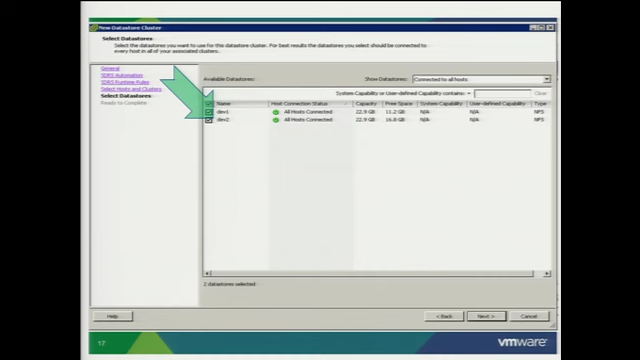 New Datastore Cluster
Select Datastores
Select the datastores you want to use for this datastore cluster. For best results the datastores you select should be connected to
every host in all of your associated clusters.
General
SDRS Automation
SDRS Runtime Rules
Select Hosts and Clusters
Select Datastores
Ready to Complete
Available Datastores:
Show Datastores: Connected to all hosts
System-Capability or User-defined Capability contains: Clear
Name Host Connection Status Capacity Free Space System-Capability User-defined Capability Type
dev1 All Hosts Connected 22.9 GB 11.2 GB N/A N/A NFS
dev2 All Hosts Connected 22.9 GB 16.8 GB N/A N/A NFS
2 datastores selected
Help < Back Next > Cancel
17 vmware